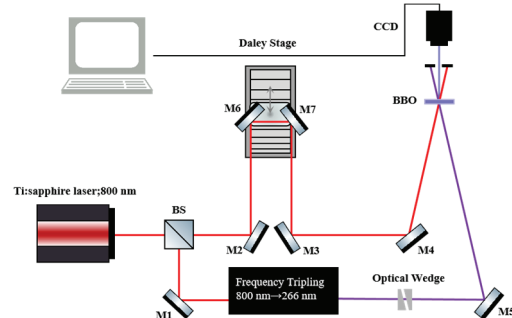 CCD
Daley Stage
M6
M7
BBO
Ti:sapphire laser;800 nm
BS
M2
M3
M4
Frequency Tripling
800 nm→266 nm
Optical Wedge
M1
M5